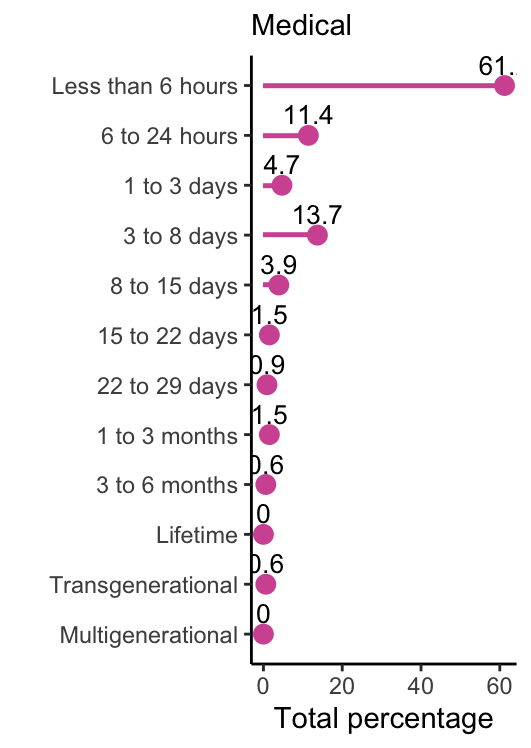 Medical
Less than 6 hours
61.
6 to 24 hours
11.4
1 to 3 days
4.7
3 to 8 days
13.7
8 to 15 days
3.9
15 to 22 days
1.5
22 to 29 days
0.9
1 to 3 months
1.5
3 to 6 months
0.6
Lifetime
0
Transgenerational
0.6
Multigenerational
0
0 20 40 60
Total percentage